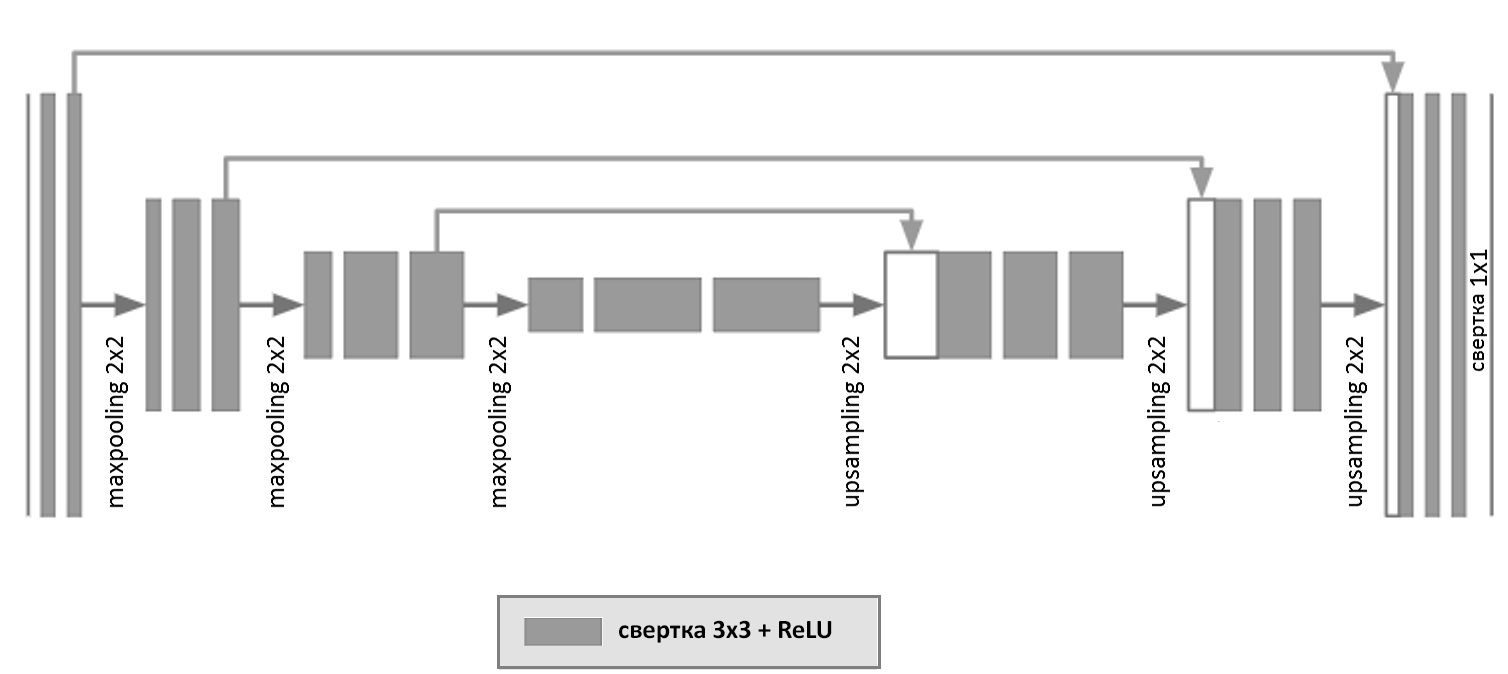 maxpooling 2x2
maxpooling 2x2
maxpooling 2x2
upsampling 2x2
upsampling 2x2
upsampling 2x2
свертка 1x1
свертка 3x3 + ReLU